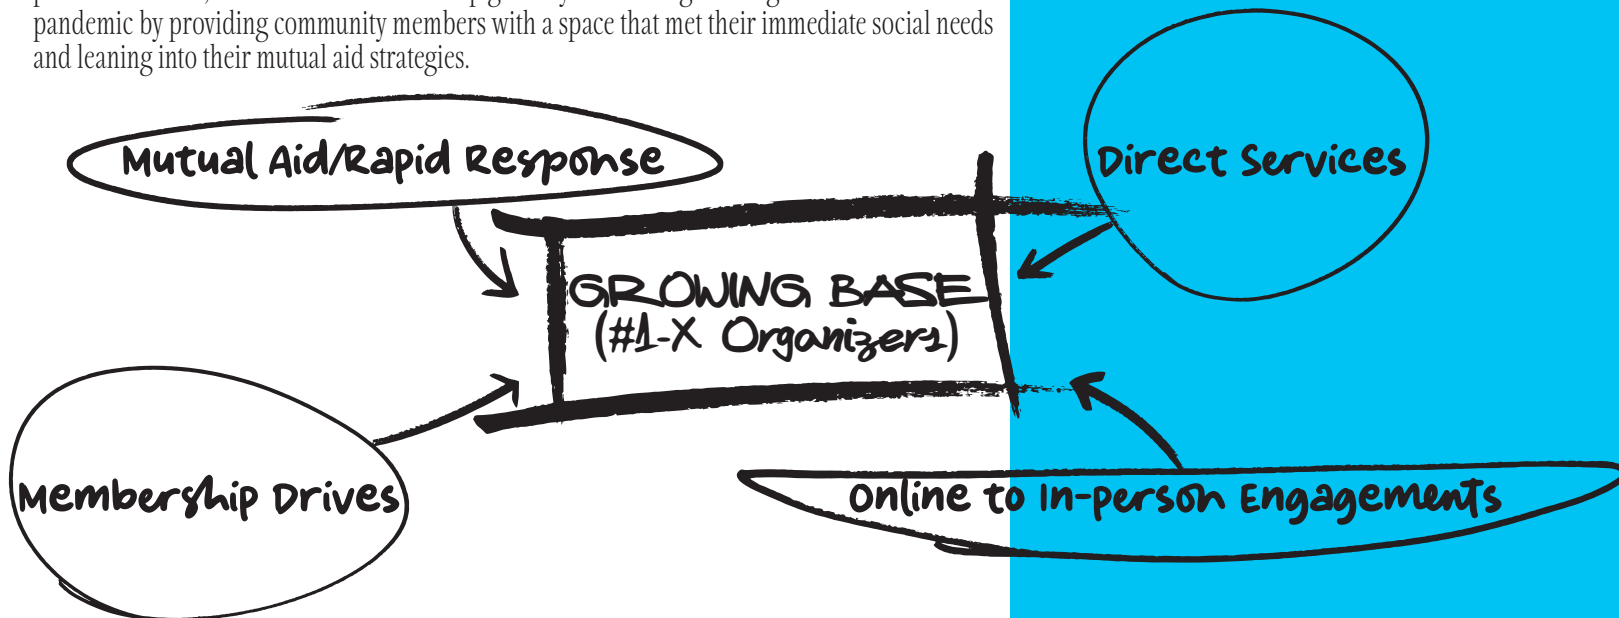 pandemic by providing community members with a space that met their immediate social needs
and leaning into their mutual aid strategies.
Mutual Aid/Rapid Response
Direct Services
GROWING BASE
(#1-X Organizers)
Membership Drives
Online to In-person Engagements